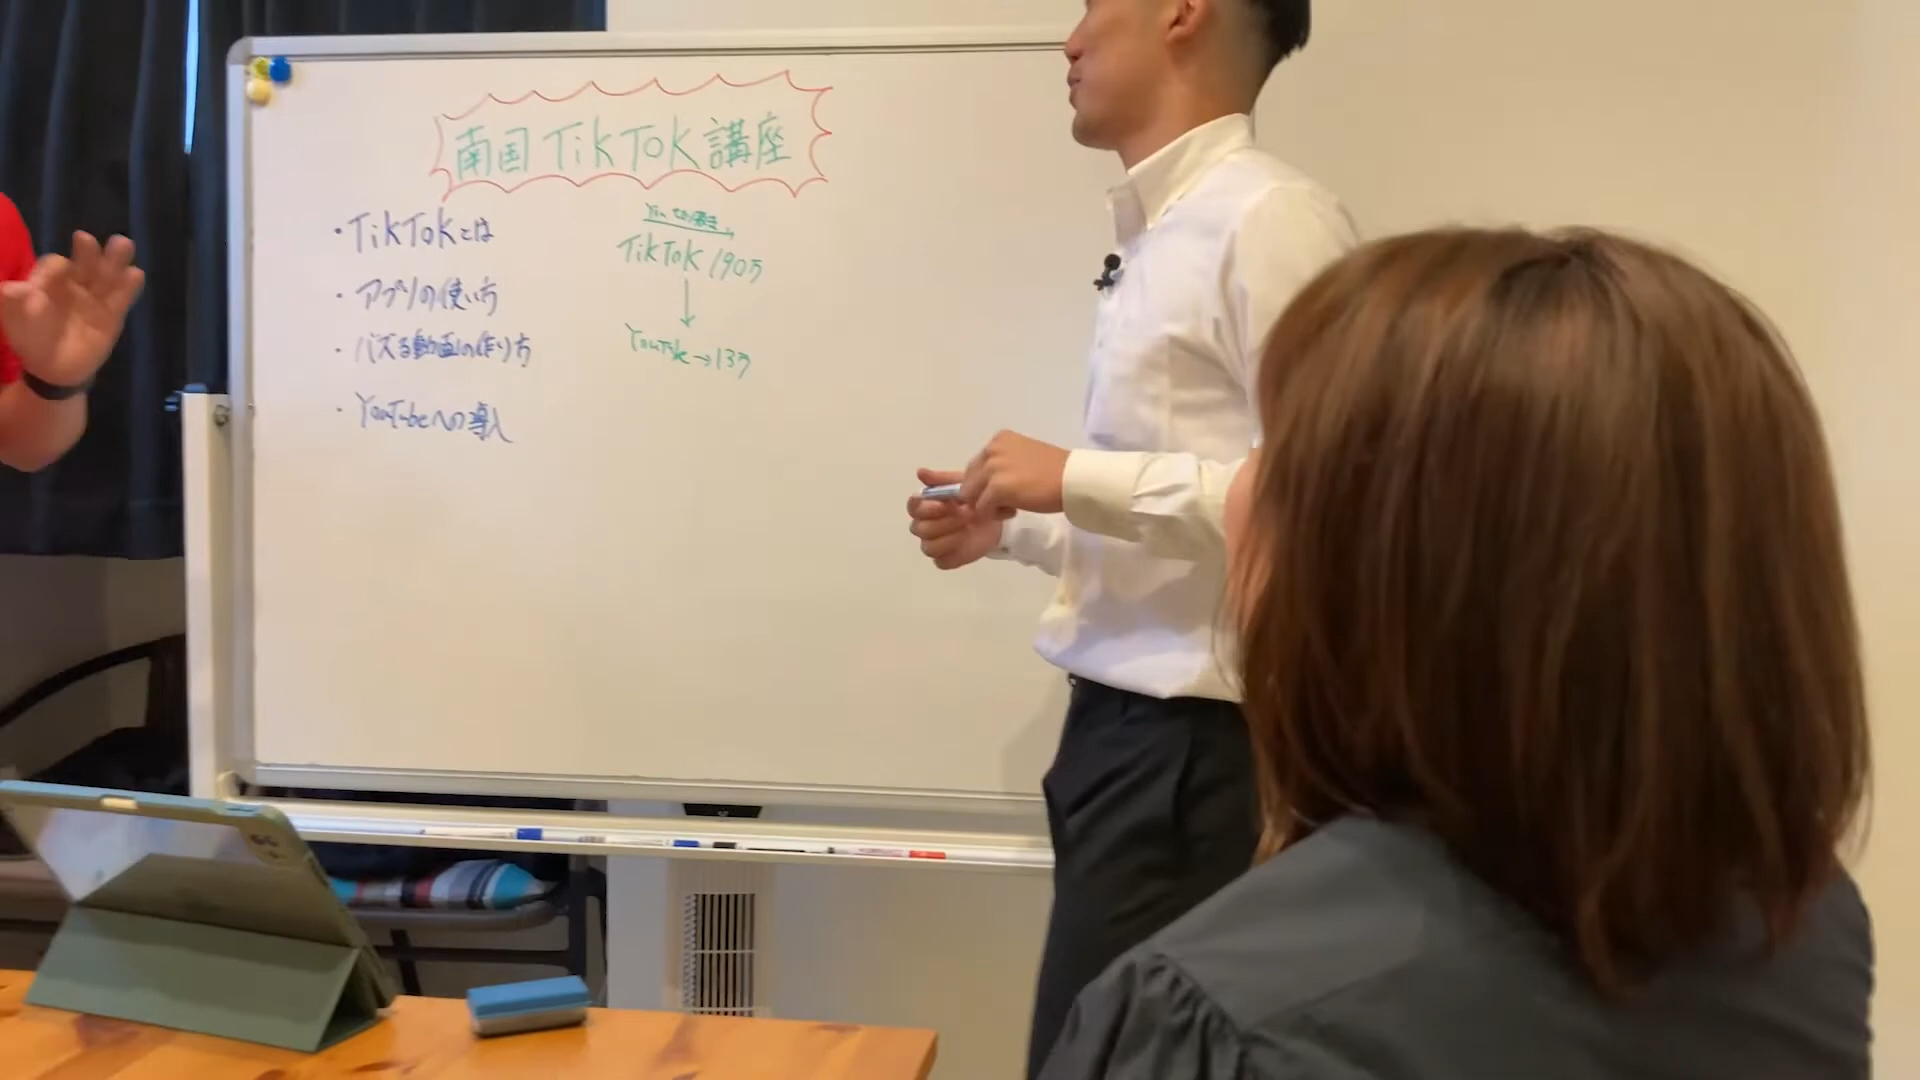 南国TikTok講座
・TikTokとは
・アプリの使い方
・バズる動画の作り方
・YouTubeへの導入
TikTok 190万
↓
YouTube→13万